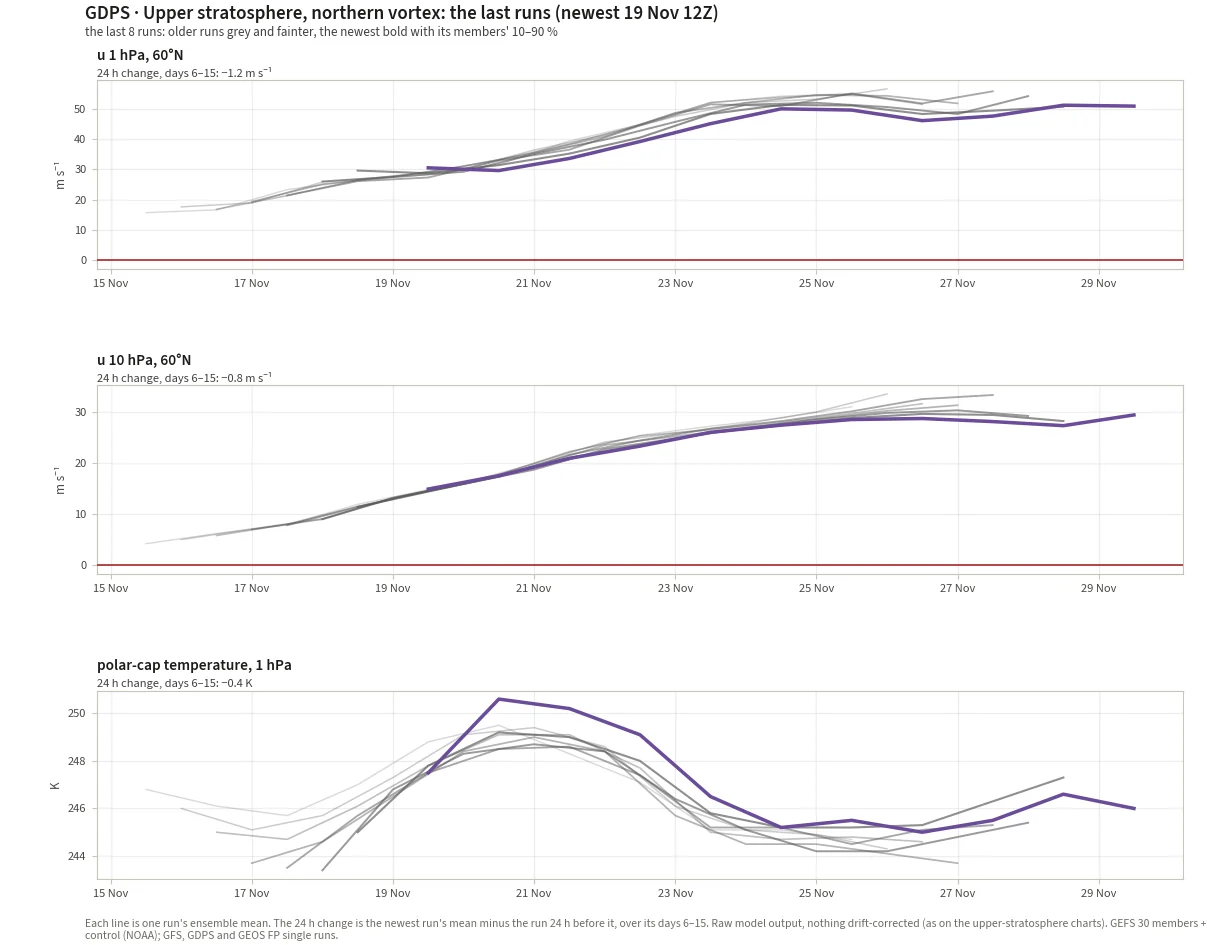 GDPS · Upper stratosphere, northern vortex: the last runs (newest 19 Nov 12Z)
the last 8 runs: older runs grey and fainter, the newest bold with its members' 10–90 %
u 1 hPa, 60°N
24 h change, days 6–15: −1.2 m s⁻¹
50
40
30
20
10
0
m s⁻¹
15 Nov
17 Nov
19 Nov
21 Nov
23 Nov
25 Nov
27 Nov
29 Nov
u 10 hPa, 60°N
24 h change, days 6–15: −0.8 m s⁻¹
30
20
10
0
m s⁻¹
15 Nov
17 Nov
19 Nov
21 Nov
23 Nov
25 Nov
27 Nov
29 Nov
polar-cap temperature, 1 hPa
24 h change, days 6–15: −0.4 K
250
248
246
244
K
15 Nov
17 Nov
19 Nov
21 Nov
23 Nov
25 Nov
27 Nov
29 Nov
Each line is one run's ensemble mean. The 24 h change is the newest run's mean minus the run 24 h before it, over its days 6–15. Raw model output, nothing drift-corrected (as on the upper-stratosphere charts). GEFS 30 members +
control (NOAA); GFS, GDPS and GEOS FP single runs.